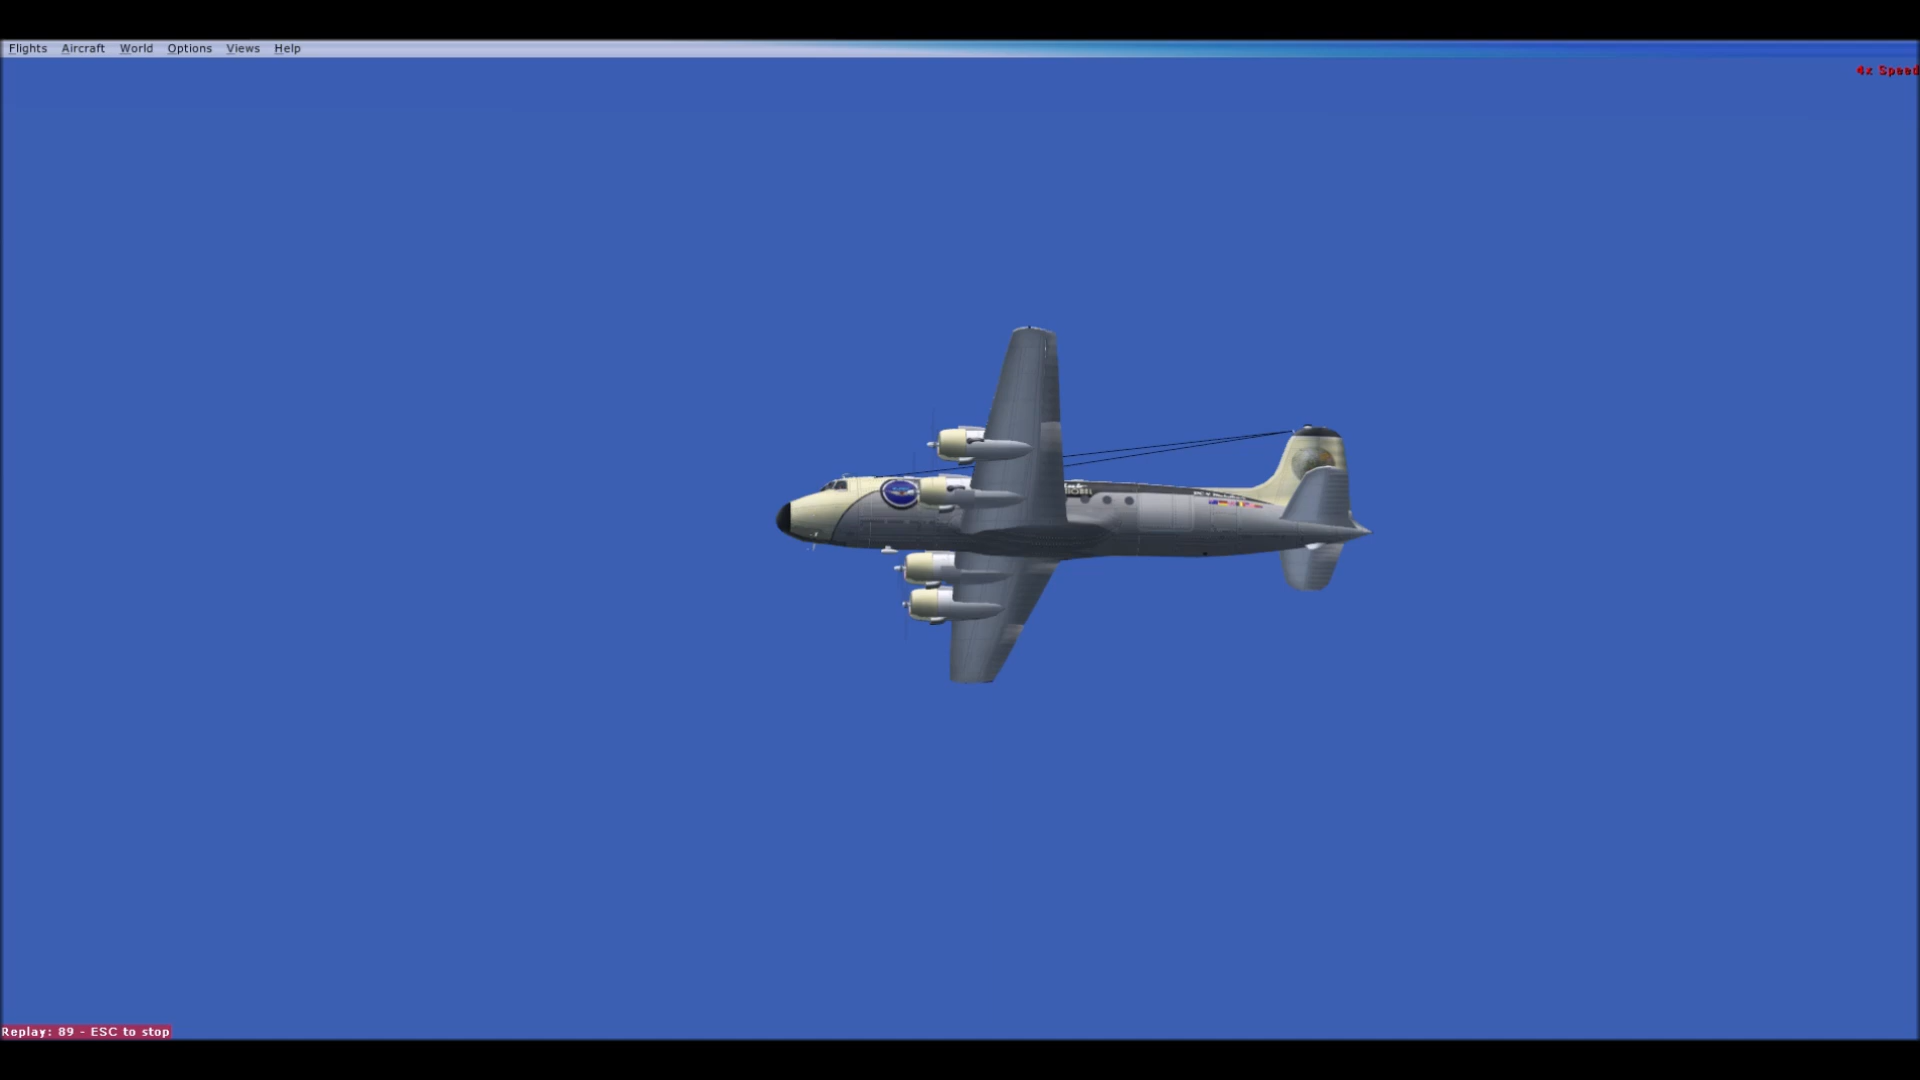 Flights Aircraft World Options Views Help
4x Speed
Replay: 89 - ESC to stop